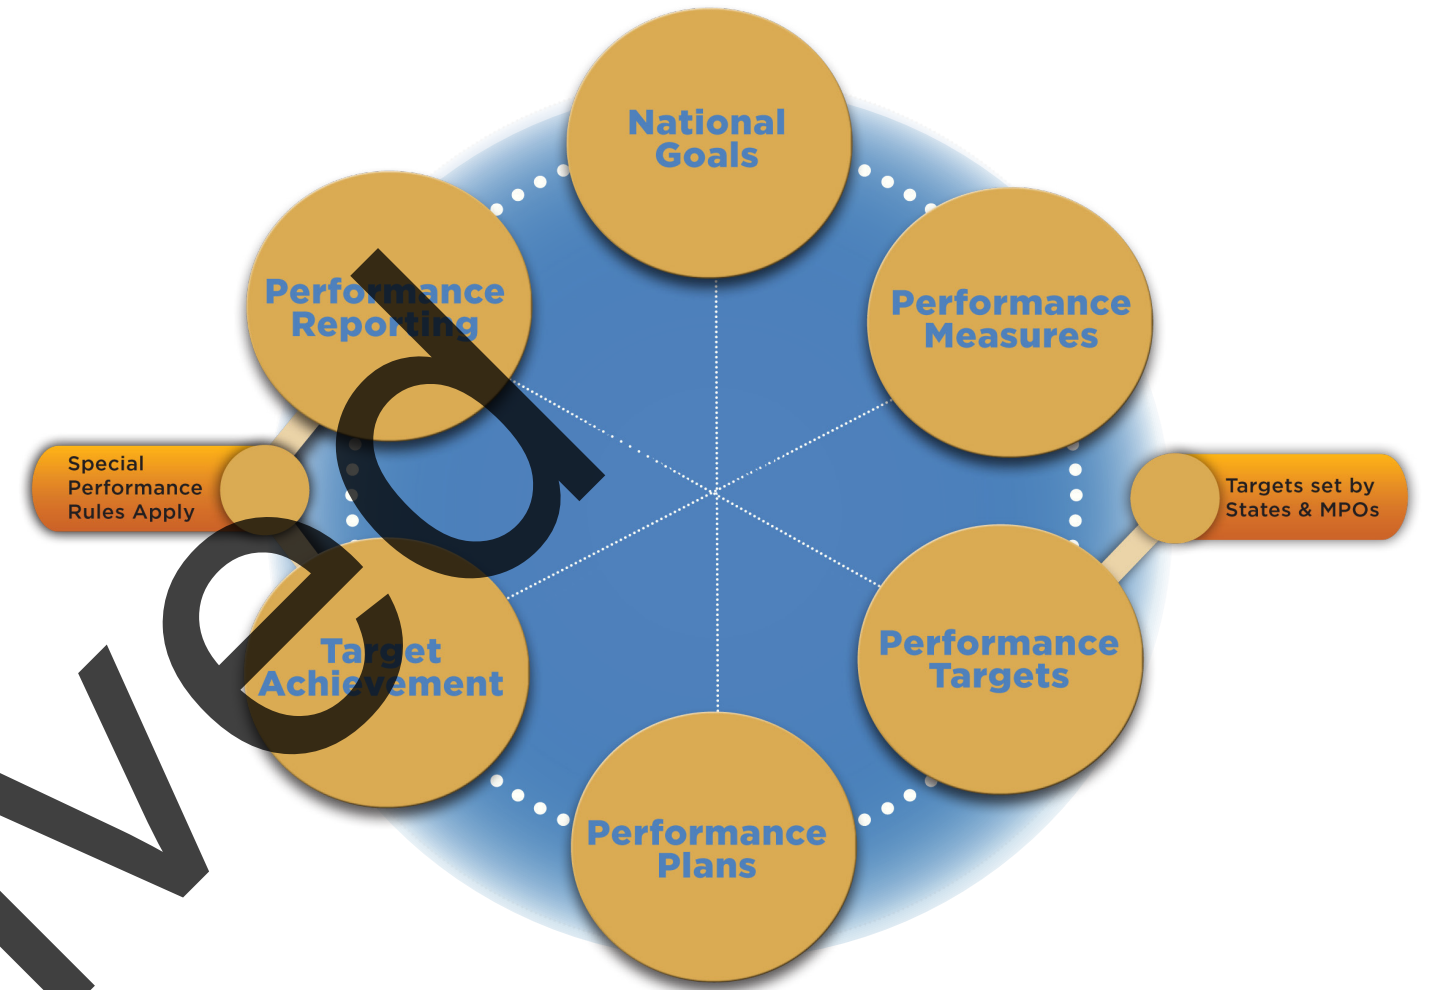 National
Goals
Performance
Measures
Targets set by
States & MPOs
Performance
Targets
Performance
Plans
Target
Achievement
Special
Performance
Rules Apply
Performance
Reporting
ved